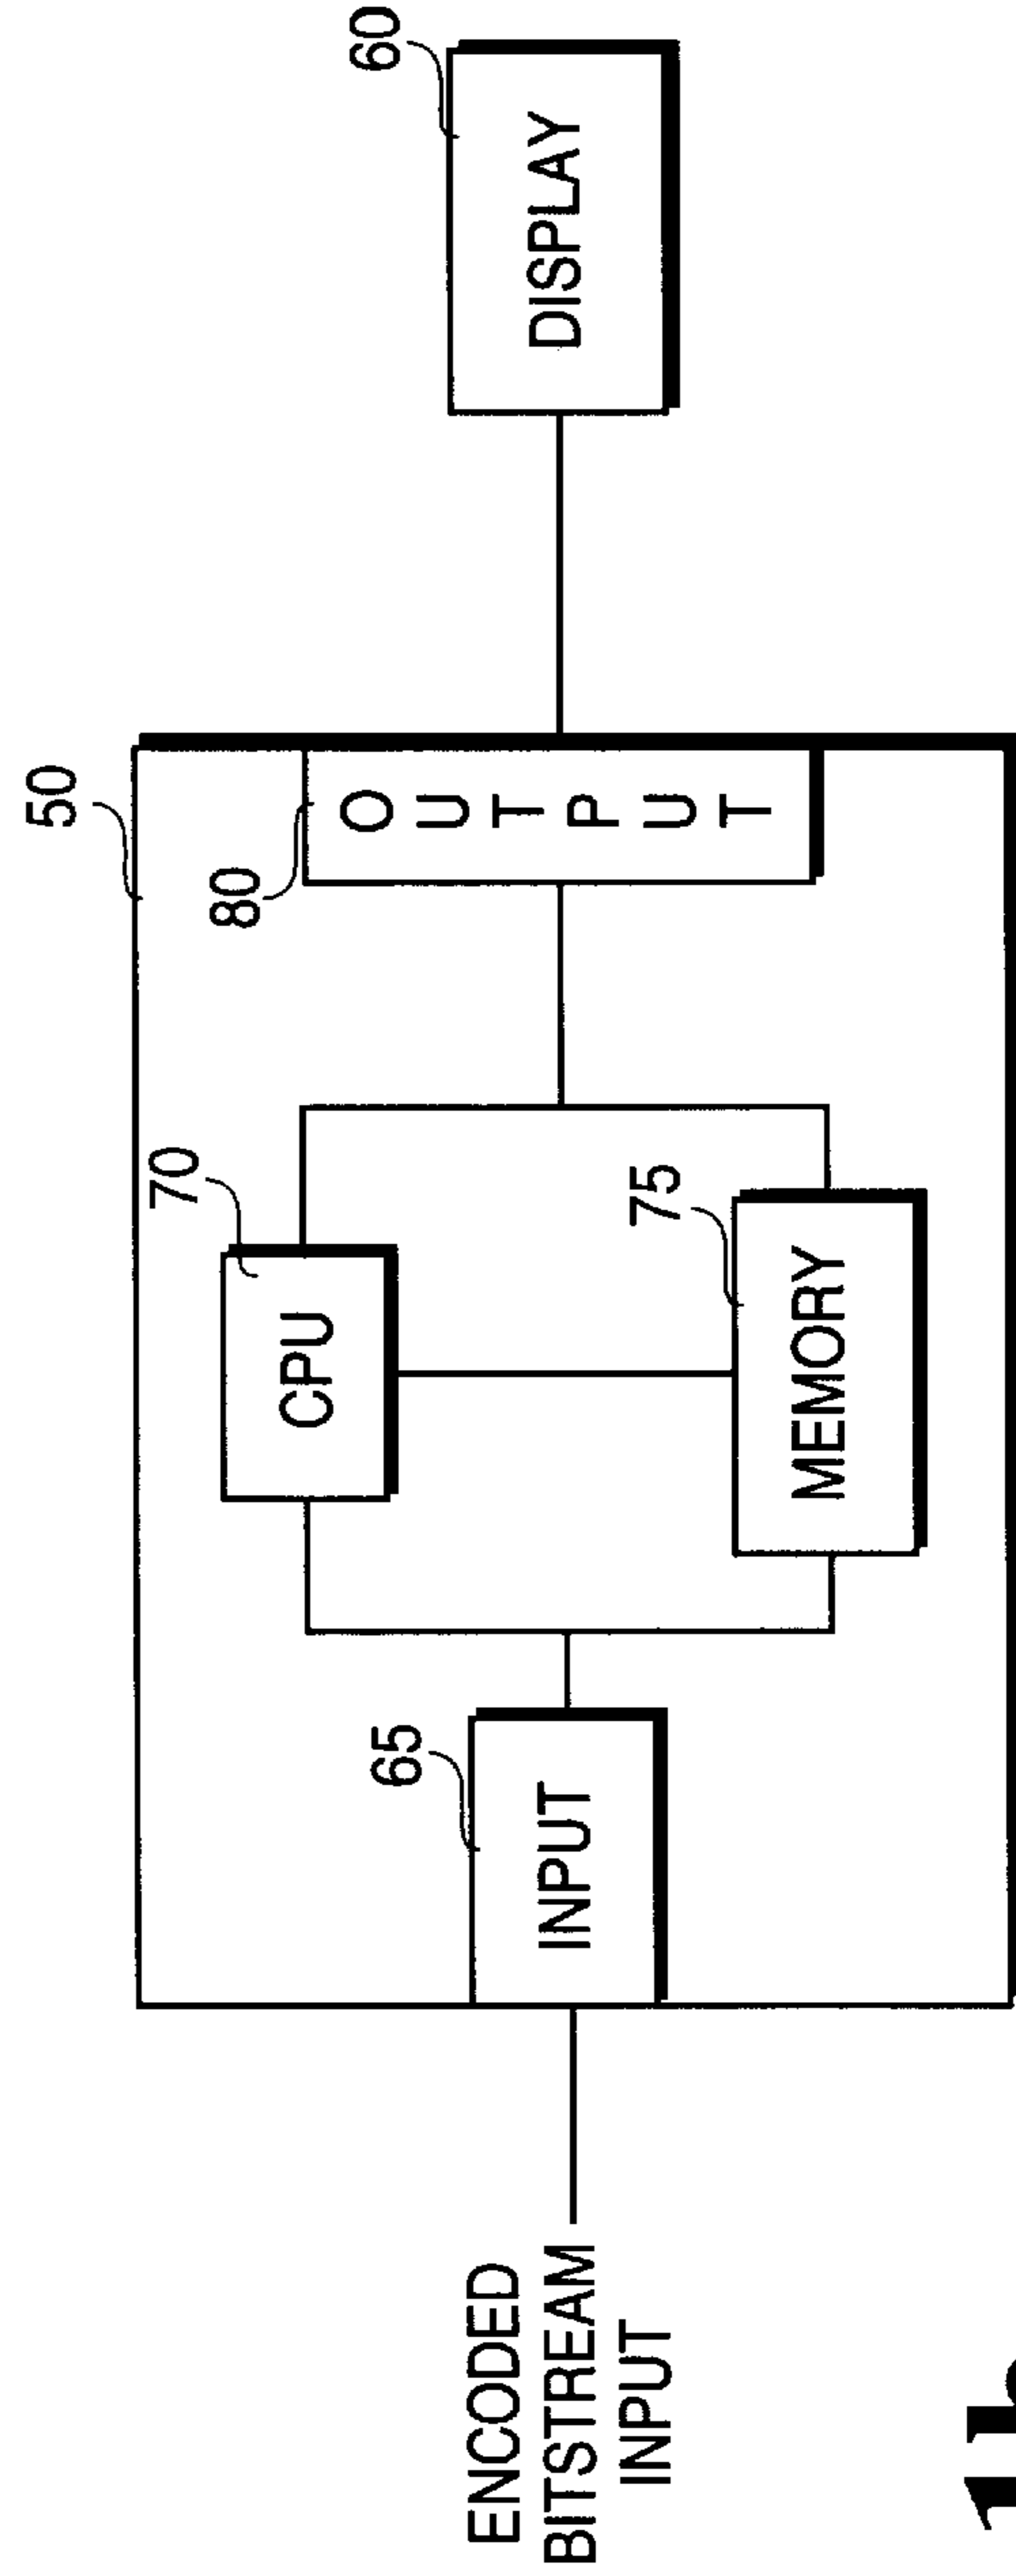 50
60
80
70
OUTPUT
DISPLAY
CPU
65
75
INPUT
MEMORY
ENCODED
BITSTREAM
INPUT